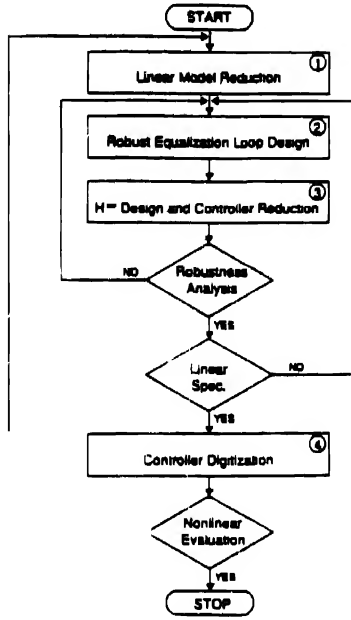 START
①
Linear Model Reduction
②
Robust Equalization Loop Design
③
H∞ Design and Controller Reduction
NO
Robustness
Analysis
YES
Linear
Spec.
NO
YES
④
Controller Digitization
Nonlinear
Evaluation
YES
STOP